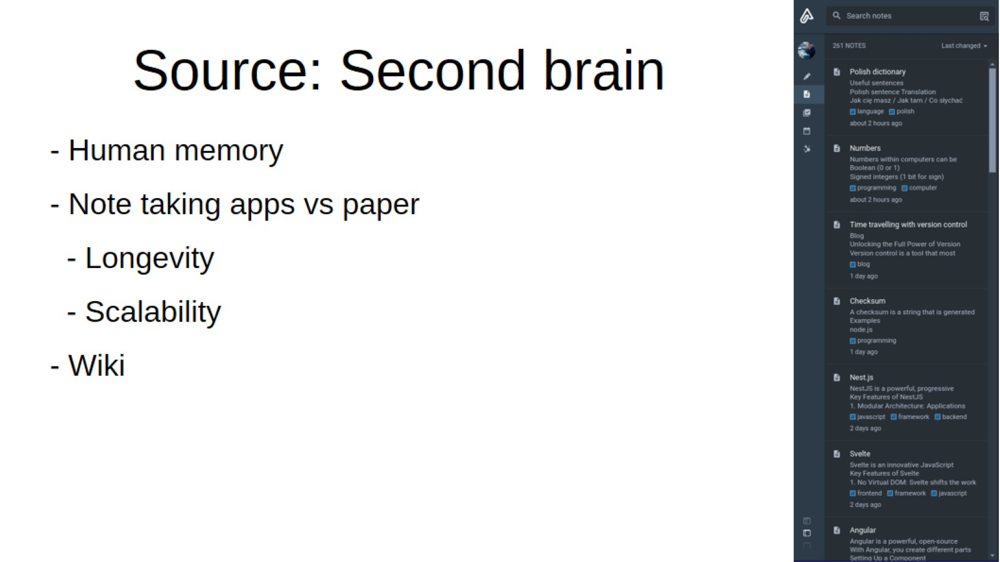 Source: Second brain
- Human memory
- Note taking apps vs paper
- Longevity
- Scalability
- Wiki
Search notes
261 NOTES
Last changed
Polish dictionary
Useful sentences
Polish sentence Translation
Jak cię masz / Jak tam / Co słychać
language polish
about 2 hours ago
Numbers
Numbers within computers can be
Boolean (0 or 1)
Signed integers (1 bit for sign)
programming computer
about 2 hours ago
Time travelling with version control
Blog
Unlocking the Full Power of Version
Version control is a tool that most
blog
1 day ago
Checksum
A checksum is a string that is generated
Examples
node.js
programming
1 day ago
Nest.js
NestJS is a powerful, progressive
Key Features of NestJS
1. Modular Architecture: Applications
javascript framework backend
2 days ago
Svelte
Svelte is an innovative JavaScript
Key Features of Svelte
1. No Virtual DOM: Svelte shifts the work
frontend framework javascript
2 days ago
Angular
Angular is a powerful, open-source
With Angular, you create different parts
Setting Up a Component